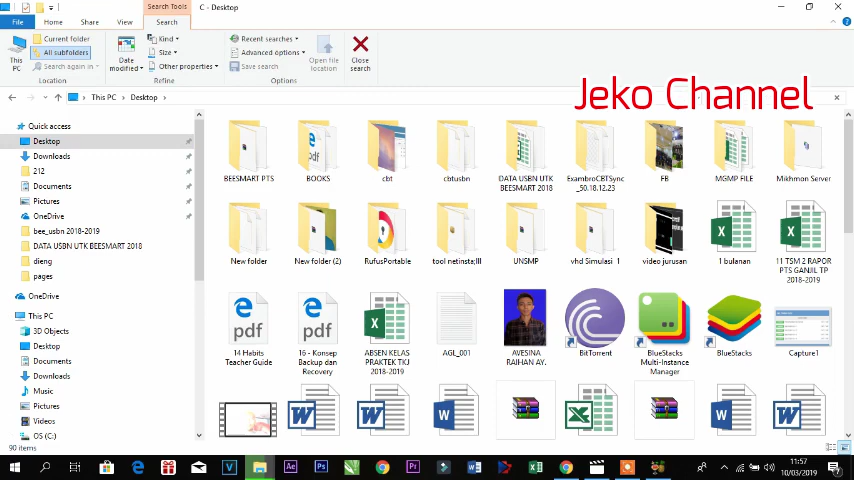 Search Tools
C - Desktop
File
Home
Share
View
Search
This PC
Current folder
All subfolders
Search again in
Location
Date modified
Kind
Size
Other properties
Refine
Recent searches
Advanced options
Save search
Open file location
Options
Close search
Jeko Channel
This PC
Desktop
Quick access
Desktop
Downloads
212
Documents
Pictures
OneDrive
bee_usbn 2018-2019
DATA USBN UTK BEESMART 2018
dieng
pages
OneDrive
This PC
3D Objects
Desktop
Documents
Downloads
Music
Pictures
Videos
OS (C:)
BEESMART PTS
BOOKS
cbt
cbtusbn
DATA USBN UTK
BEESMART 2018
ExambroCBTSync
_50.18.12.23
FB
MGMP FILE
Mikhmon Server
New folder
New folder (2)
RufusPortable
tool netinsta;lll
UNSMP
vhd Simulasi 1
video jurusan
1 bulanan
11 TSM 2 RAPOR
PTS GANJIL TP
2018-2019
14 Habits
Teacher Guide
16 - Konsep
Backup dan
Recovery
ABSEN KELAS
PRAKTEK TKJ
2018-2019
AGL_001
AVESINA
RAIHAN AY.
BitTorrent
BlueStacks
Multi-Instance
Manager
BlueStacks
Capture1
90 items
11:57
10/03/2019